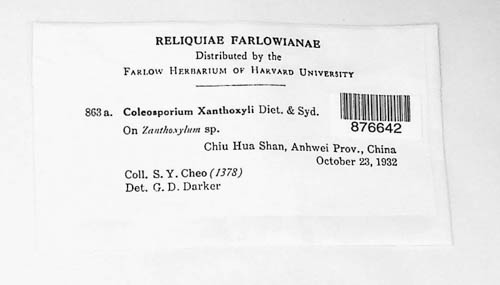 RELIQUIAE FARLOWIANAE
Distributed by the
FARLOW HERBARIUM OF HARVARD UNIVERSITY
863 a. Coleosporium Xanthoxyli Diet. & Syd.
On Zanthoxylum sp.
876642
Chiu Hua Shan, Anhwei Prov., China
October 23, 1932
Coll. S. Y. Cheo (1378)
Det. G. D. Darker